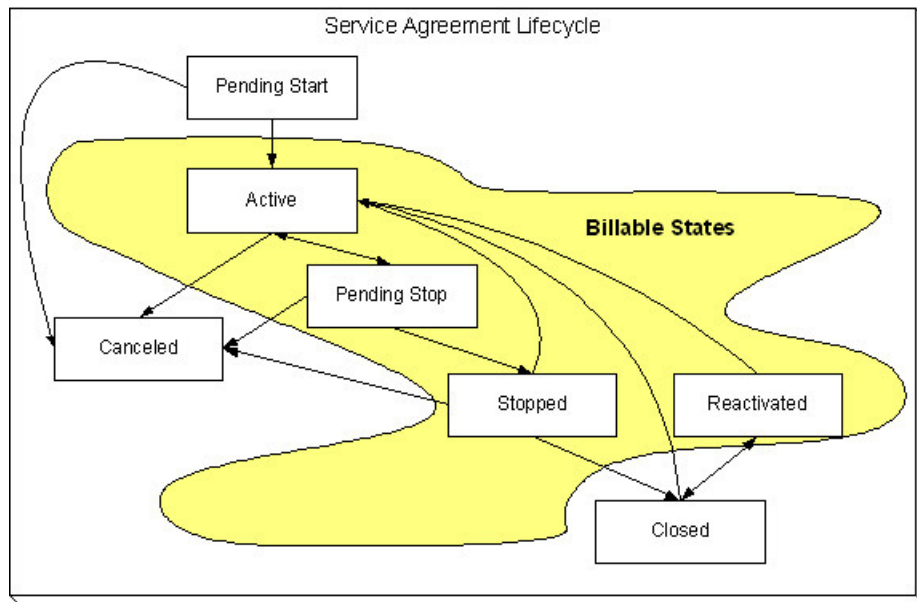 Service Agreement Lifecycle
Pending Start
Active
Billable States
Pending Stop
Canceled
Stopped
Reactivated
Closed